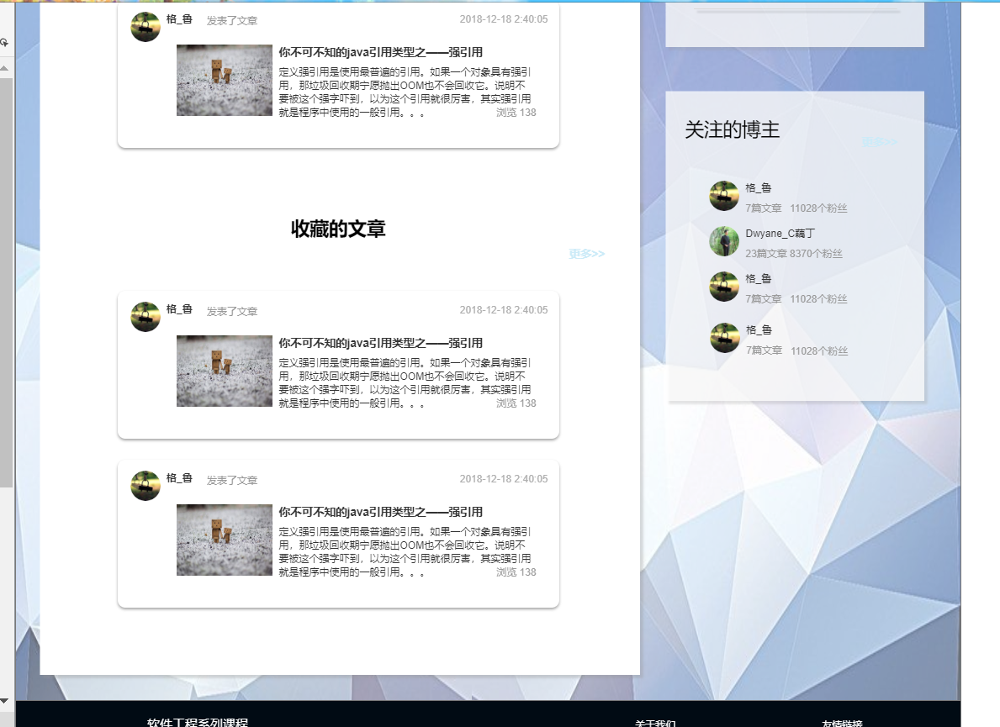 格_鲁 发表了文章 2018-12-18 2:40:05
你不可不知的java引用类型之——强引用
定义强引用是使用最普遍的引用。如果一个对象具有强引
用，那垃圾回收期宁愿抛出OOM也不会回收它。说明不
要被这个强字吓到，以为这个引用就很厉害，其实强引用
就是程序中使用的一般引用。。。 浏览 138
收藏的文章
更多>>
格_鲁 发表了文章 2018-12-18 2:40:05
你不可不知的java引用类型之——强引用
定义强引用是使用最普遍的引用。如果一个对象具有强引
用，那垃圾回收期宁愿抛出OOM也不会回收它。说明不
要被这个强字吓到，以为这个引用就很厉害，其实强引用
就是程序中使用的一般引用。。。 浏览 138
格_鲁 发表了文章 2018-12-18 2:40:05
你不可不知的java引用类型之——强引用
定义强引用是使用最普遍的引用。如果一个对象具有强引
用，那垃圾回收期宁愿抛出OOM也不会回收它。说明不
要被这个强字吓到，以为这个引用就很厉害，其实强引用
就是程序中使用的一般引用。。。 浏览 138
关注的博主
更多>>
格_鲁
7篇文章 11028个粉丝
Dwyane_C藕丁
23篇文章 8370个粉丝
格_鲁
7篇文章 11028个粉丝
格_鲁
7篇文章 11028个粉丝
软件工程系列课程 关于我们 友情链接